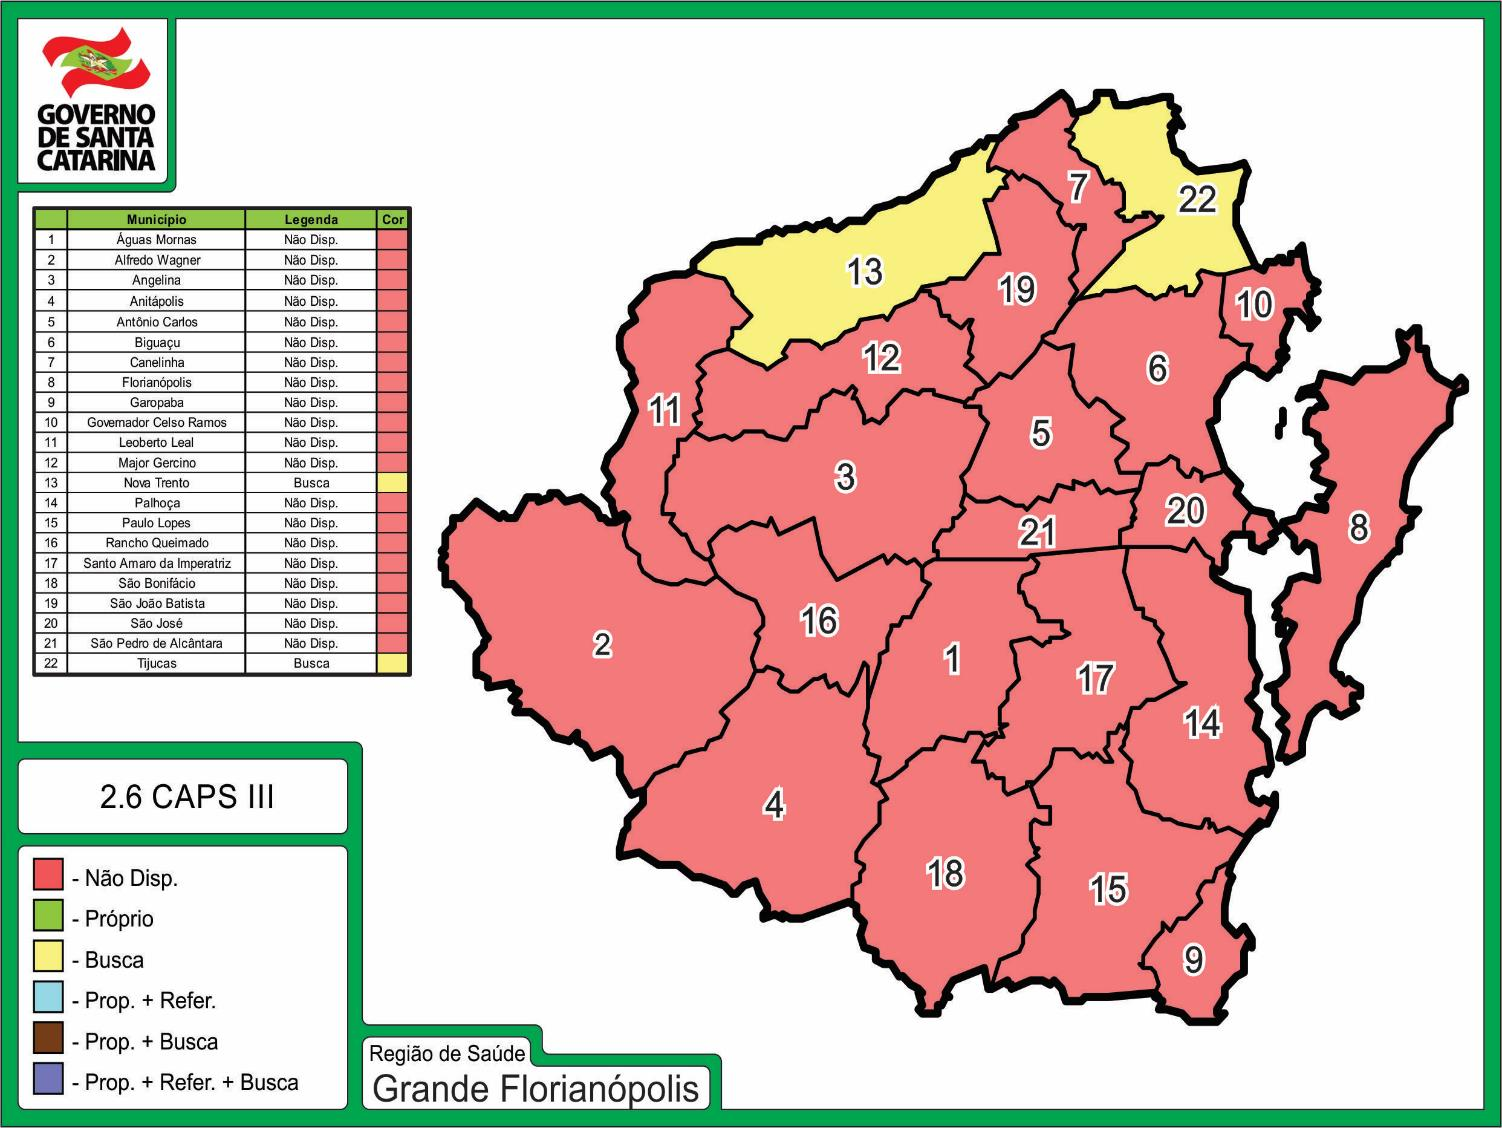 GOVERNO
DE SANTA
CATARINA
Município Legenda Cor
1 Águas Mornas Não Disp.
2 Alfredo Wagner Não Disp.
3 Angelina Não Disp.
4 Anitápolis Não Disp.
5 Antônio Carlos Não Disp.
6 Biguaçu Não Disp.
7 Canelinha Não Disp.
8 Florianópolis Não Disp.
9 Garopaba Não Disp.
10 Governador Celso Ramos Não Disp.
11 Leoberto Leal Não Disp.
12 Major Gercino Não Disp.
13 Nova Trento Busca
14 Palhoça Não Disp.
15 Paulo Lopes Não Disp.
16 Rancho Queimado Não Disp.
17 Santo Amaro da Imperatriz Não Disp.
18 São Bonifácio Não Disp.
19 São João Batista Não Disp.
20 São José Não Disp.
21 São Pedro de Alcântara Não Disp.
22 Tijucas Busca
7
22
13
19
10
12
6
11
5
3
20
21
8
16
2
1
17
14
4
18
15
9
2.6 CAPS III
- Não Disp.
- Próprio
- Busca
- Prop. + Refer.
- Prop. + Busca
- Prop. + Refer. + Busca
Região de Saúde
Grande Florianópolis